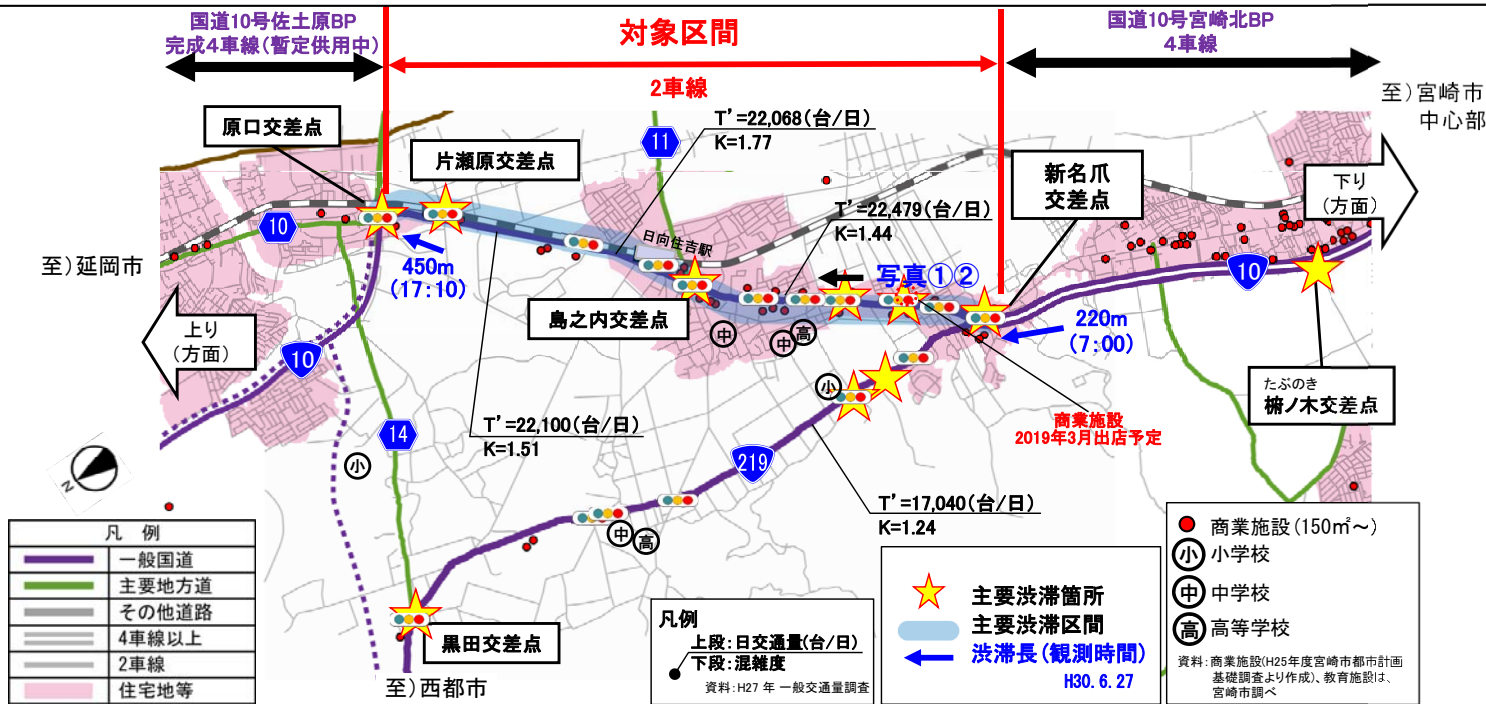 国道10号佐土原BP
完成4車線(暫定供用中)
対象区間
2車線
国道10号宮崎北BP
4車線
至)宮崎市
中心部
原口交差点
片瀬原交差点
11
T'=22,068(台/日)
K=1.77
新名爪
交差点
下り
(方面)
10
T'=22,479(台/日)
K=1.44
日向住吉駅
至)延岡市
450m
(17:10)
写真①②
10
島之内交差点
中
中
高
220m
(7:00)
上り
(方面)
10
小
たぶのき
椨ノ木交差点
T'=22,100(台/日)
K=1.51
商業施設
2019年3月出店予定
14
小
219
N
T'=17,040(台/日)
K=1.24
中
高
黒田交差点
至)西都市
凡 例
一般国道
主要地方道
その他道路
4車線以上
2車線
住宅地等
凡例
上段:日交通量(台/日)
下段:混雑度
資料:H27 年 一般交通量調査
主要渋滞箇所
主要渋滞区間
渋滞長(観測時間)
H30.6.27
商業施設(150㎡~)
小 小学校
中 中学校
高 高等学校
資料:商業施設(H25年度宮崎市都市計画
基礎調査より作成)、教育施設は、
宮崎市調べ